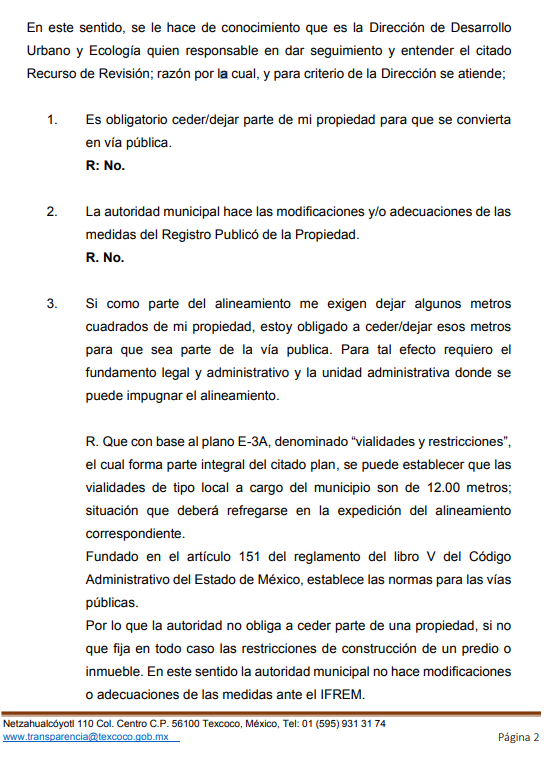 En este sentido, se le hace de conocimiento que es la Dirección de Desarrollo
Urbano y Ecología quien responsable en dar seguimiento y entender el citado
Recurso de Revisión; razón por la cual, y para criterio de la Dirección se atiende;
1. Es obligatorio ceder/dejar parte de mi propiedad para que se convierta
en vía pública.
R: No.
2. La autoridad municipal hace las modificaciones y/o adecuaciones de las
medidas del Registro Publicó de la Propiedad.
R. No.
3. Si como parte del alineamiento me exigen dejar algunos metros
cuadrados de mi propiedad, estoy obligado a ceder/dejar esos metros
para que sea parte de la vía publica. Para tal efecto requiero el
fundamento legal y administrativo y la unidad administrativa donde se
puede impugnar el alineamiento.
R. Que con base al plano E-3A, denominado “vialidades y restricciones”,
el cual forma parte integral del citado plan, se puede establecer que las
vialidades de tipo local a cargo del municipio son de 12.00 metros;
situación que deberá refregarse en la expedición del alineamiento
correspondiente.
Fundado en el artículo 151 del reglamento del libro V del Código
Administrativo del Estado de México, establece las normas para las vías
públicas.
Por lo que la autoridad no obliga a ceder parte de una propiedad, si no
que fija en todo caso las restricciones de construcción de un predio o
inmueble. En este sentido la autoridad municipal no hace modificaciones
o adecuaciones de las medidas ante el IFREM.
Netzahualcóyotl 110 Col. Centro C.P. 56100 Texcoco, México, Tel: 01 (595) 931 31 74
www.transparencia@texcoco.gob.mx
Página 2